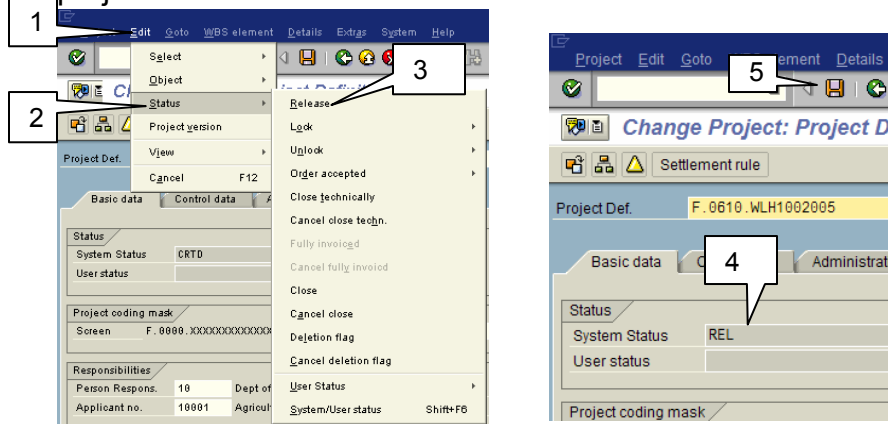 1
Edit Goto WBS element Details Extras System Help
Select
Object
2
Status
Project version
View
Cancel F12
3
Release
Lock
Unlock
Order accepted
Close technically
Cancel close techn.
Fully invoiced
Cancel fully invoicd
Close
Cancel close
Deletion flag
Cancel deletion flag
User Status
System/User status Shift+F6
Project Def.
Basic data Control data
Status
System Status CRTD
User status
Project coding mask
Screen F.0000.XXXXXXXXXXXX
Responsibilities
Person Respons. 10 Dept of
Applicant no. 10001 Agricul
Project Edit Goto ement Details
5
Change Project: Project D
Settlement rule
Project Def. F.0610.WLH1002005
4
Basic data C Administrat
Status
System Status REL
User status
Project coding mask